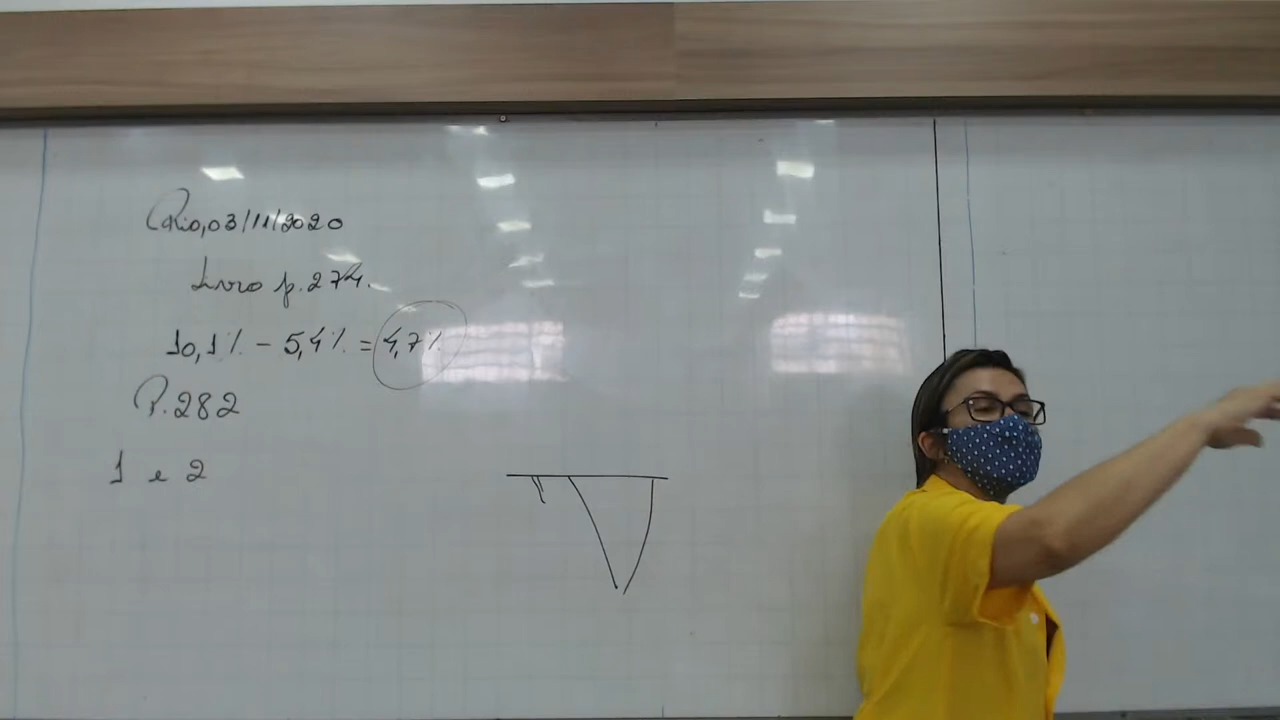 Rio, 03/11/2020
Livro p. 274.
10,1% - 5,4% = 4,7%
P. 282
1 e 2